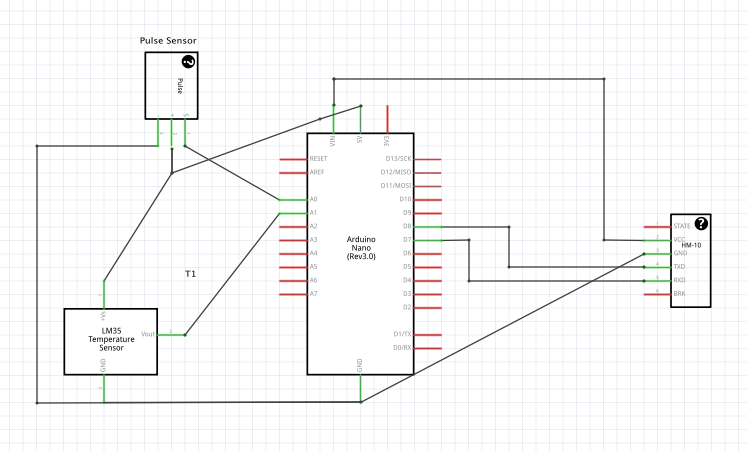 Pulse Sensor
?
Pulse
+
S
VIN
5V
3V3
RESET
AREF
A0
A1
A2
A3
A4
A5
A6
A7
D13/SCK
D12/MISO
D11/MOSI
D10
D9
D8
D7
D6
D5
D4
D3
D2
D1/TX
D0/RX
Arduino
Nano
(Rev3.0)
GND
?
STATE
VCC
HM-10
GND
TXD
RXD
BRK
T1
+Vs
LM35
Temperature
Sensor
Vout
GND